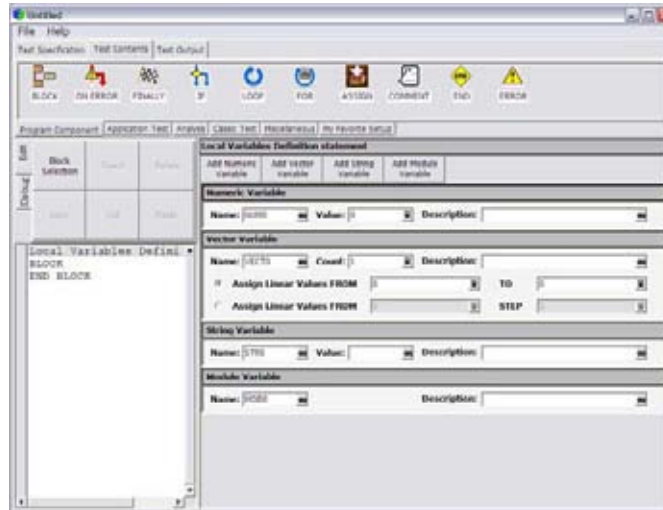 Untitled
File Help
Test Specification Test Contents Test Output
BLOCK ON ERROR FINALLY IF LOOP FOR ASSIGN COMMENT END ERROR
Program Component Application Test Analysis Classic Test Miscellaneous My Favorite Setup
Edit
Debug
Block Selection
Local Variables Definition statement
Add Numeric Variable Add Vector Variable Add String Variable Add Module Variable
Numeric Variable
Name: Value: Description:
Vector Variable
Name: Count: Description:
Assign Linear Values FROM TO
Assign Linear Values FROM STEP
String Variable
Name: Value: Description:
Module Variable
Name: Description:
Local Variables Defini
BLOCK
END BLOCK